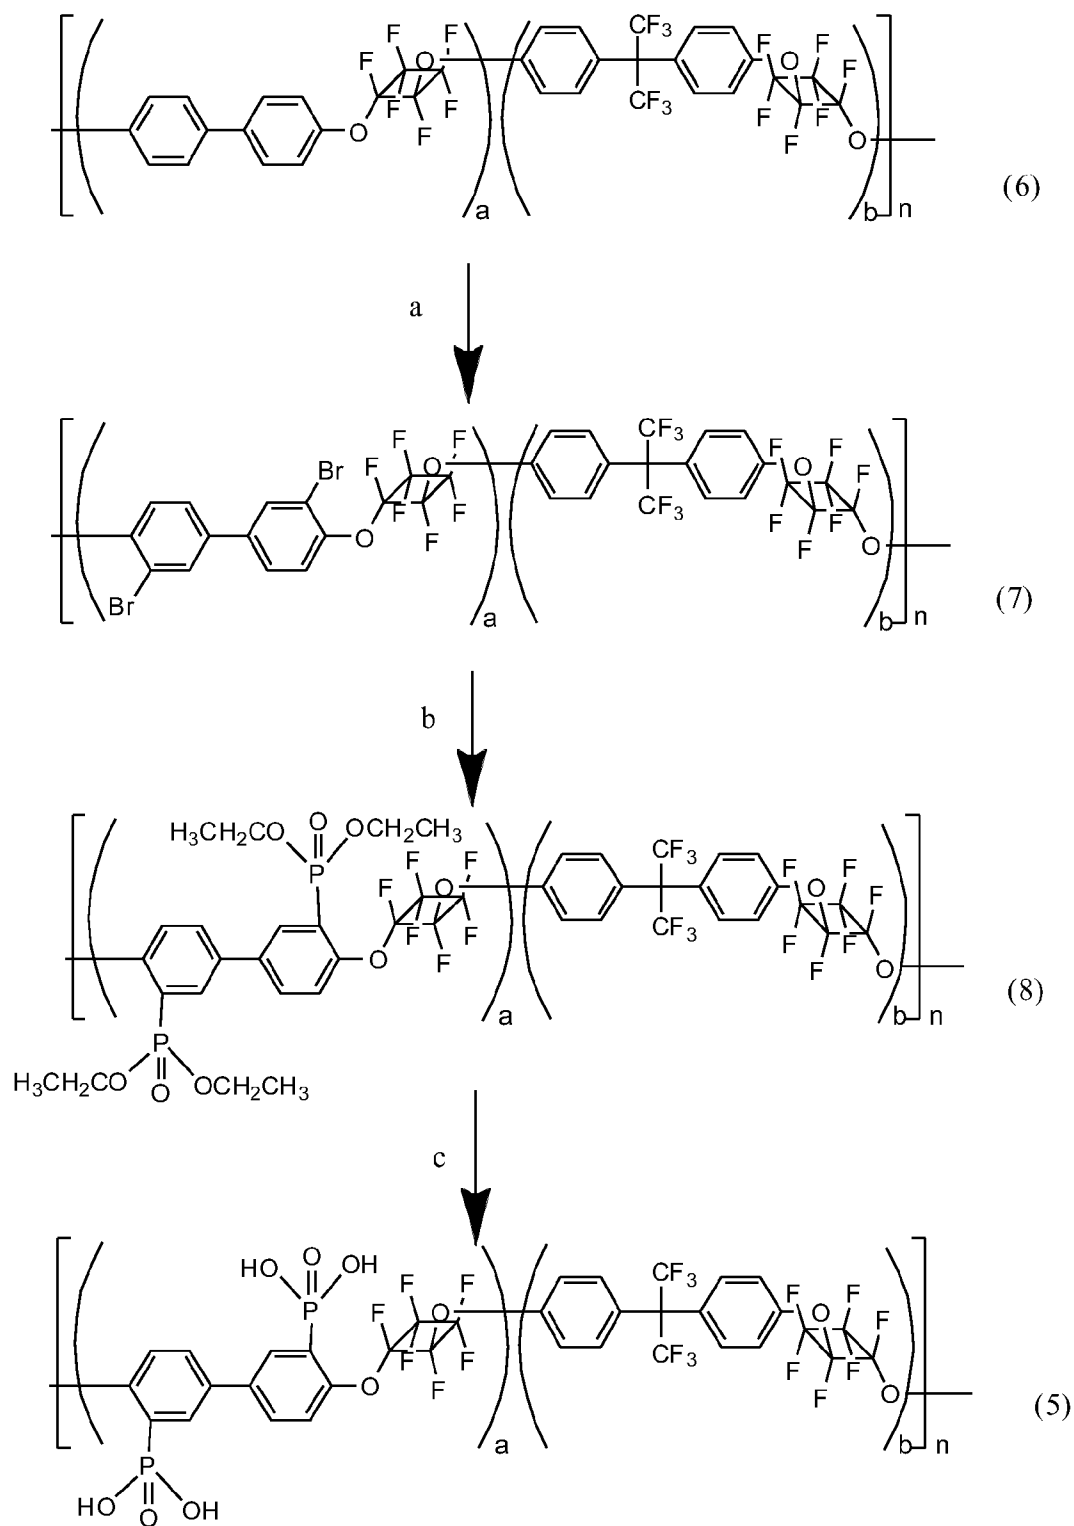 CF3
F F F F F
O O
CF3
F F F F F F
O O
a b n
(6)
a
CF3
F F F F F
Br O O
CF3
F F F F F F
O O
Br a b n
(7)
b
H3CH2CO O OCH2CH3
P
CF3
F F F F F
O O
CF3
F F F F F F
O O
a b n
(8)
P
H3CH2CO O OCH2CH3
c
HO O OH
P
CF3
F F F F F F
O O
CF3
F F F F F F
O O
a b n
(5)
P
HO O OH